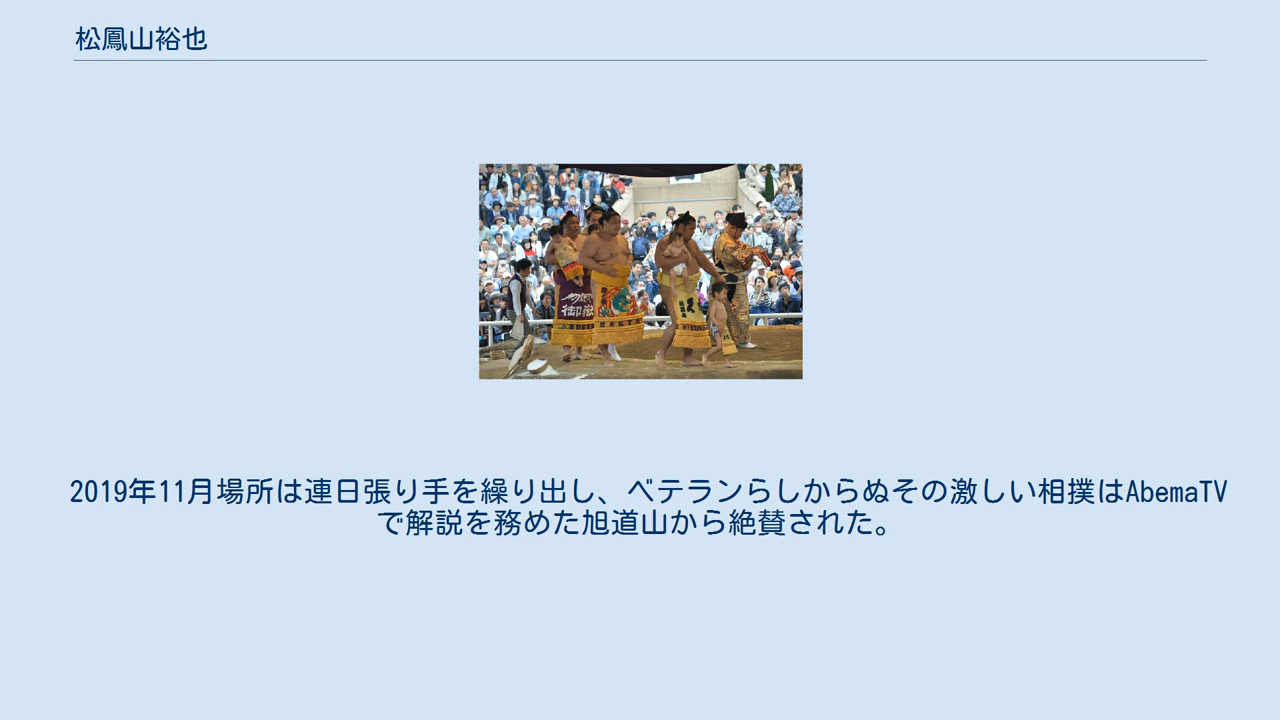 松鳳山裕也
御嶽
2019年11月場所は連日張り手を繰り出し、ベテランらしからぬその激しい相撲はAbemaTV
で解説を務めた旭道山から絶賛された。